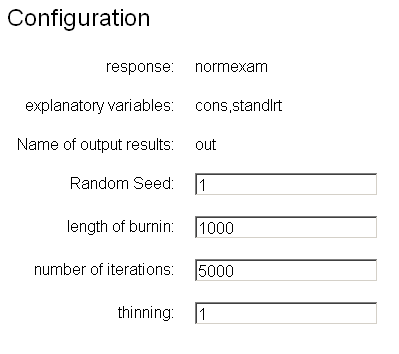 Configuration
response: normexam
explanatory variables: cons,standlrt
Name of output results: out
Random Seed: 1
length of burnin: 1000
number of iterations: 5000
thinning: 1